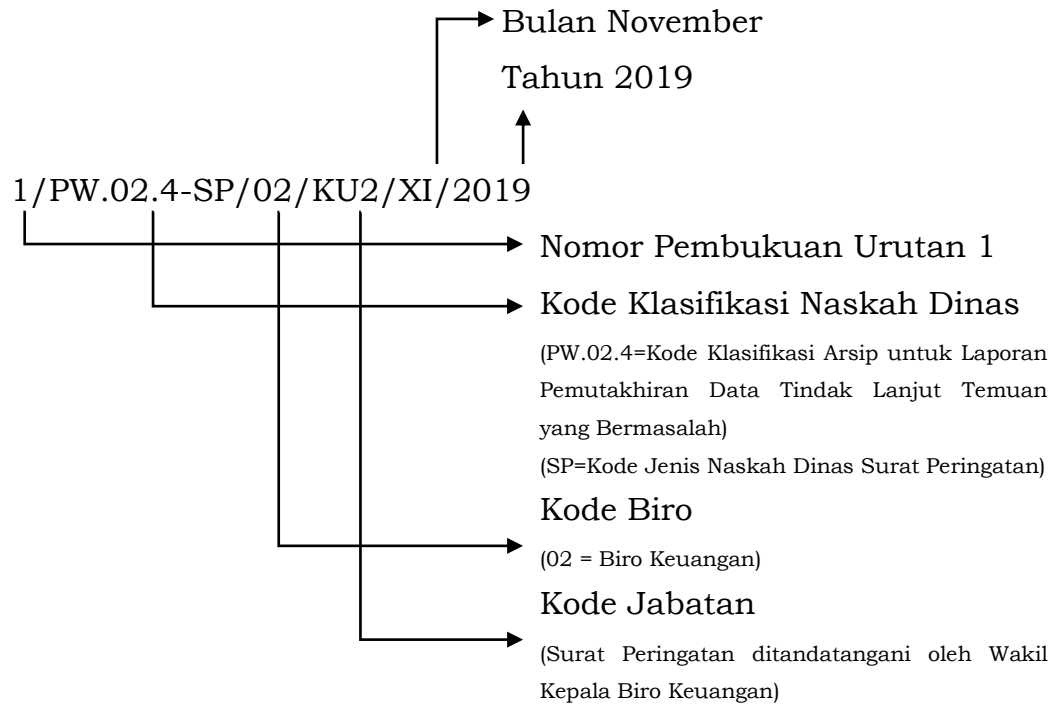 Bulan November
Tahun 2019
1/PW.02.4-SP/02/KU2/XI/2019
Nomor Pembukuan Urutan 1
Kode Klasifikasi Naskah Dinas
(PW.02.4=Kode Klasifikasi Arsip untuk Laporan
Pemutakhiran Data Tindak Lanjut Temuan
yang Bermasalah)
(SP=Kode Jenis Naskah Dinas Surat Peringatan)
Kode Biro
(02 = Biro Keuangan)
Kode Jabatan
(Surat Peringatan ditandatangani oleh Wakil
Kepala Biro Keuangan)